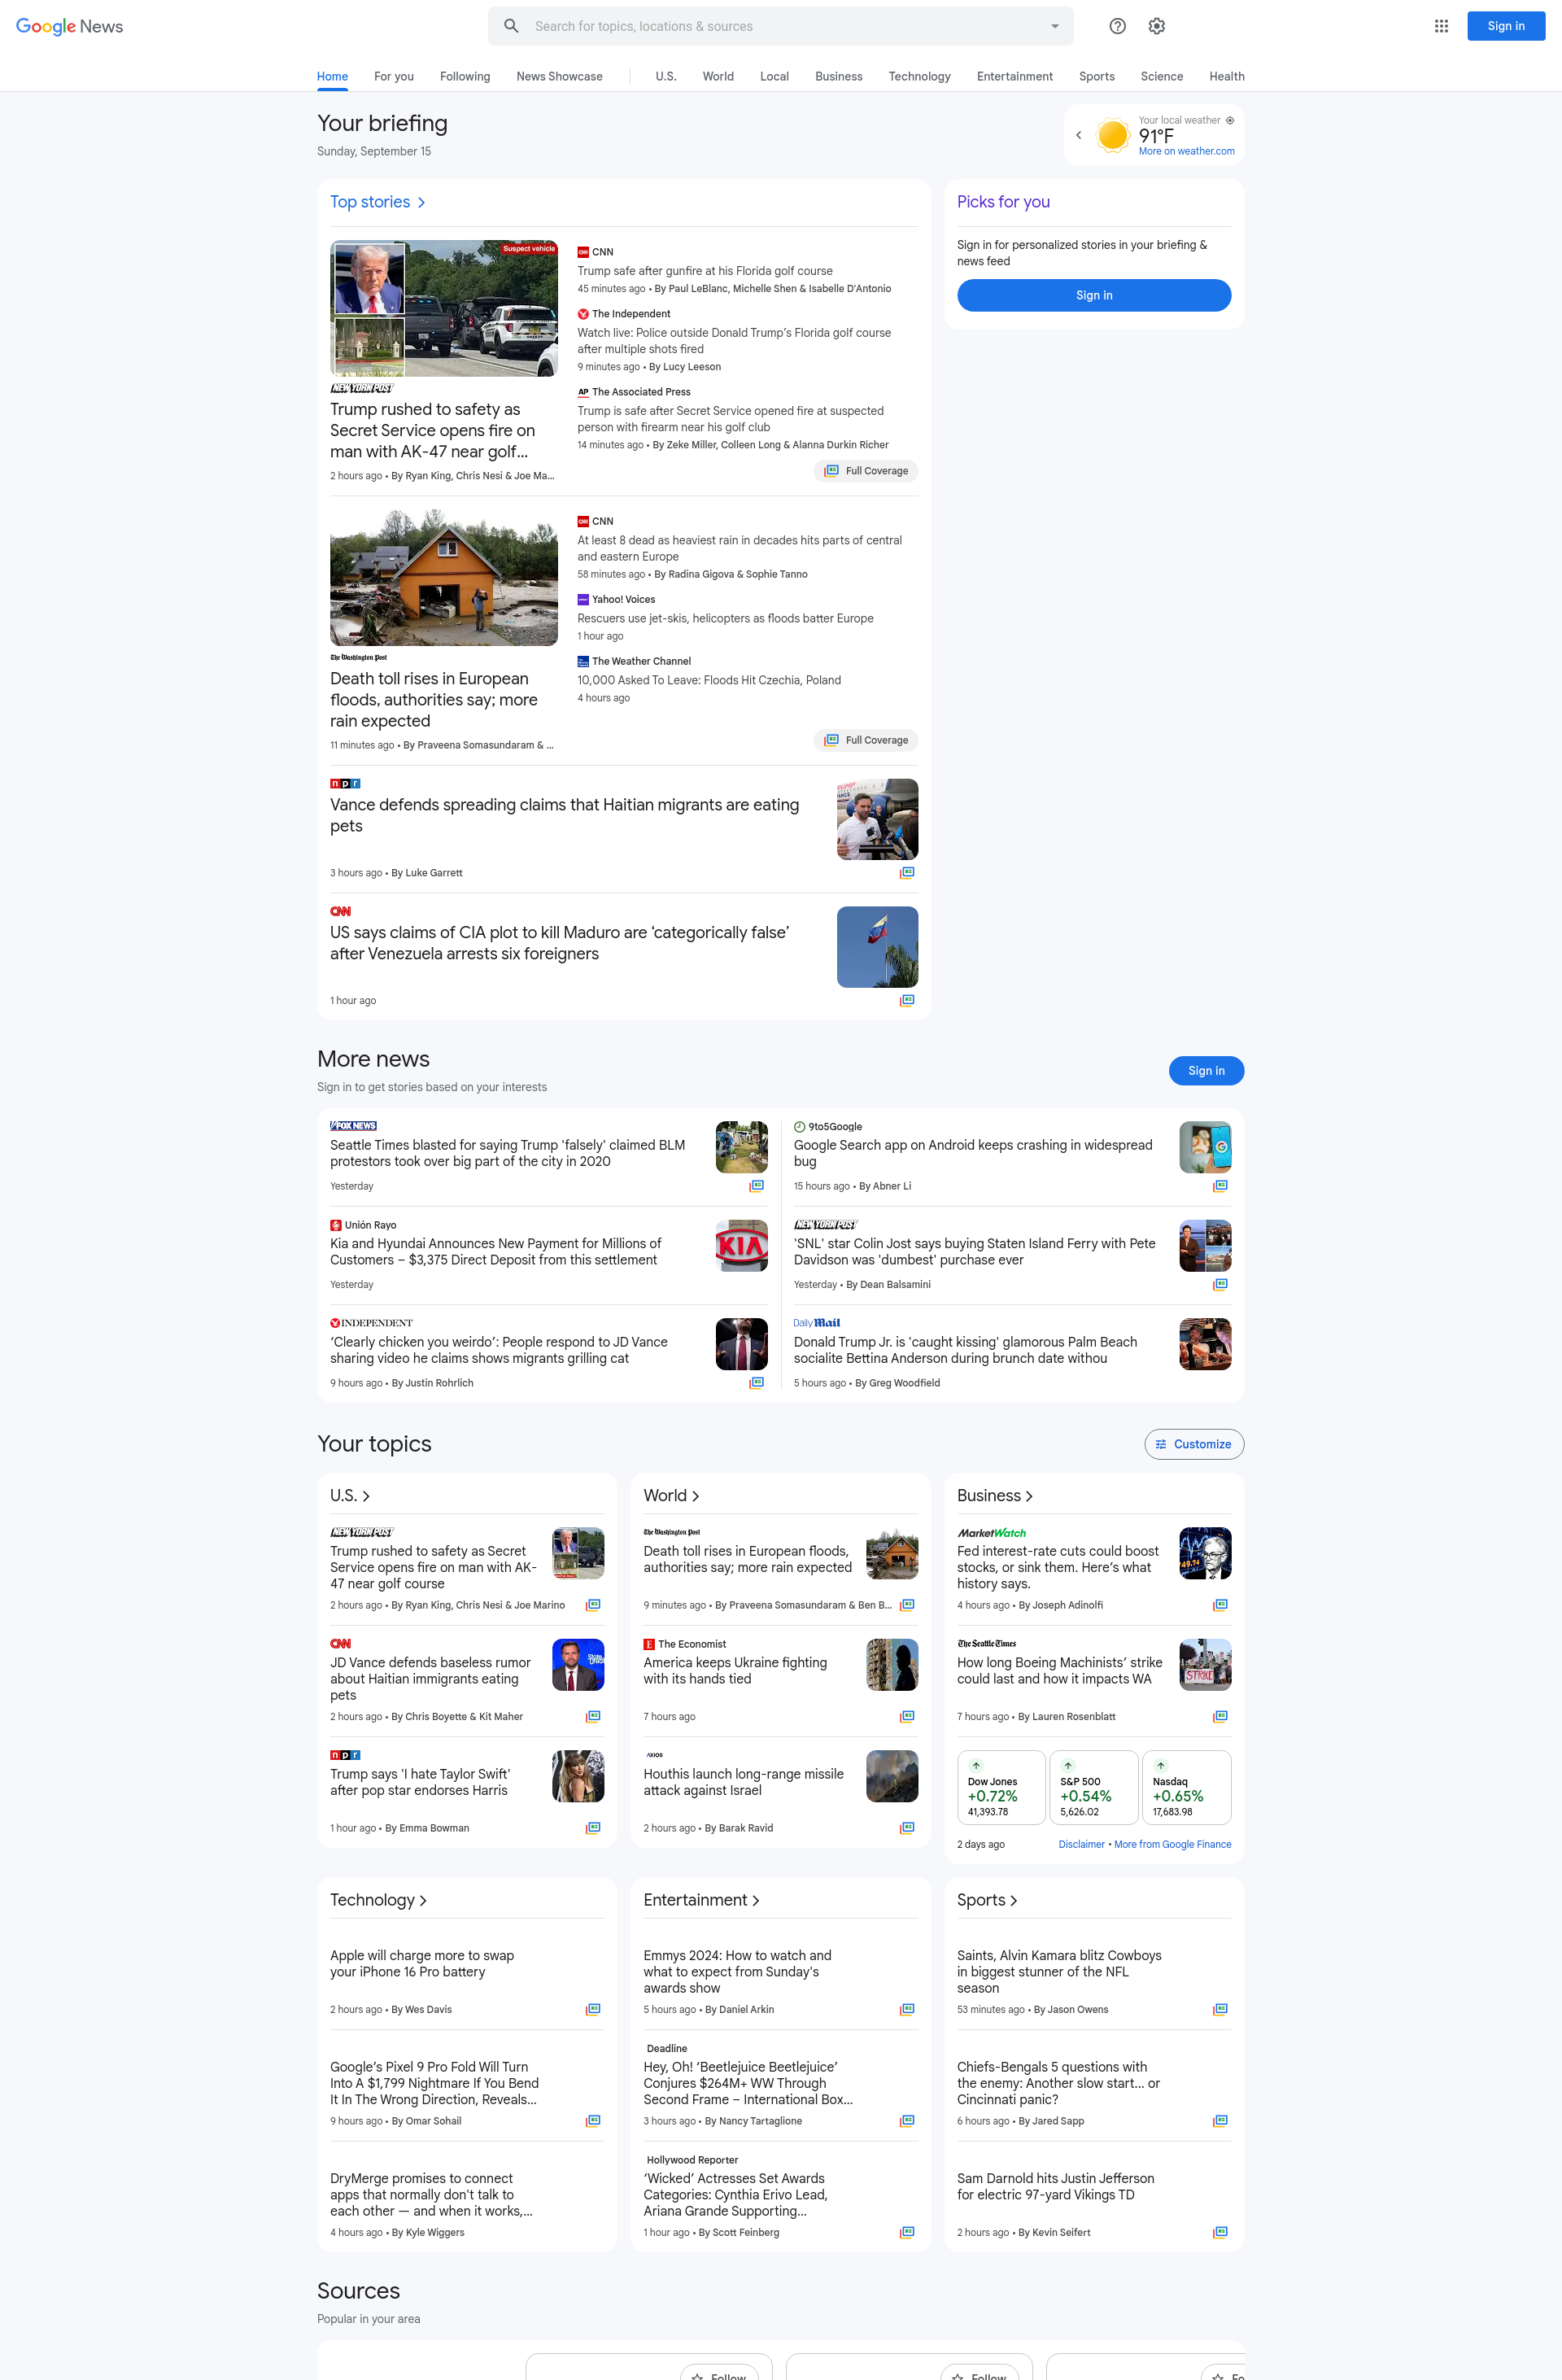 Google News
Search for topics, locations & sources
Sign in
Home
For you
Following
News Showcase
U.S.
World
Local
Business
Technology
Entertainment
Sports
Science
Health
Your briefing
Sunday, September 15
Your local weather
91°F
More on weather.com
Top stories
Suspect vehicle
NEW YORK POST
Trump rushed to safety as
Secret Service opens fire on
man with AK-47 near golf...
2 hours ago • By Ryan King, Chris Nesi & Joe Ma...
CNN
Trump safe after gunfire at his Florida golf course
45 minutes ago • By Paul LeBlanc, Michelle Shen & Isabelle D'Antonio
The Independent
Watch live: Police outside Donald Trump’s Florida golf course
after multiple shots fired
9 minutes ago • By Lucy Leeson
AP The Associated Press
Trump is safe after Secret Service opened fire at suspected
person with firearm near his golf club
14 minutes ago • By Zeke Miller, Colleen Long & Alanna Durkin Richer
Full Coverage
The Washington Post
Death toll rises in European
floods, authorities say; more
rain expected
11 minutes ago • By Praveena Somasundaram & ...
CNN
At least 8 dead as heaviest rain in decades hits parts of central
and eastern Europe
58 minutes ago • By Radina Gigova & Sophie Tanno
Yahoo! Voices
Rescuers use jet-skis, helicopters as floods batter Europe
1 hour ago
The Weather Channel
10,000 Asked To Leave: Floods Hit Czechia, Poland
4 hours ago
Full Coverage
npr
Vance defends spreading claims that Haitian migrants are eating
pets
3 hours ago • By Luke Garrett
CNN
US says claims of CIA plot to kill Maduro are ‘categorically false’
after Venezuela arrests six foreigners
1 hour ago
Picks for you
Sign in for personalized stories in your briefing &
news feed
Sign in
More news
Sign in to get stories based on your interests
Sign in
FOX NEWS
Seattle Times blasted for saying Trump 'falsely' claimed BLM
protestors took over big part of the city in 2020
Yesterday
Unión Rayo
Kia and Hyundai Announces New Payment for Millions of
Customers – $3,375 Direct Deposit from this settlement
Yesterday
KIA
INDEPENDENT
‘Clearly chicken you weirdo’: People respond to JD Vance
sharing video he claims shows migrants grilling cat
9 hours ago • By Justin Rohrlich
9to5Google
Google Search app on Android keeps crashing in widespread
bug
15 hours ago • By Abner Li
NEW YORK POST
'SNL' star Colin Jost says buying Staten Island Ferry with Pete
Davidson was 'dumbest' purchase ever
Yesterday • By Dean Balsamini
Daily Mail
Donald Trump Jr. is 'caught kissing' glamorous Palm Beach
socialite Bettina Anderson during brunch date withou
5 hours ago • By Greg Woodfield
Your topics
Customize
U.S.
NEW YORK POST
Trump rushed to safety as Secret
Service opens fire on man with AK-
47 near golf course
2 hours ago • By Ryan King, Chris Nesi & Joe Marino
CNN
JD Vance defends baseless rumor
about Haitian immigrants eating
pets
2 hours ago • By Chris Boyette & Kit Maher
npr
Trump says 'I hate Taylor Swift'
after pop star endorses Harris
1 hour ago • By Emma Bowman
World
The Washington Post
Death toll rises in European floods,
authorities say; more rain expected
9 minutes ago • By Praveena Somasundaram & Ben B...
The Economist
America keeps Ukraine fighting
with its hands tied
7 hours ago
AXIOS
Houthis launch long-range missile
attack against Israel
2 hours ago • By Barak Ravid
Business
MarketWatch
Fed interest-rate cuts could boost
stocks, or sink them. Here’s what
history says.
4 hours ago • By Joseph Adinolfi
49.74
The Seattle Times
How long Boeing Machinists’ strike
could last and how it impacts WA
STRIKE
7 hours ago • By Lauren Rosenblatt
Dow Jones
+0.72%
41,393.78
S&P 500
+0.54%
5,626.02
Nasdaq
+0.65%
17,683.98
2 days ago
Disclaimer • More from Google Finance
Technology
Apple will charge more to swap
your iPhone 16 Pro battery
2 hours ago • By Wes Davis
Google’s Pixel 9 Pro Fold Will Turn
Into A $1,799 Nightmare If You Bend
It In The Wrong Direction, Reveals...
9 hours ago • By Omar Sohail
DryMerge promises to connect
apps that normally don't talk to
each other — and when it works,...
4 hours ago • By Kyle Wiggers
Entertainment
Emmys 2024: How to watch and
what to expect from Sunday's
awards show
5 hours ago • By Daniel Arkin
Deadline
Hey, Oh! ‘Beetlejuice Beetlejuice’
Conjures $264M+ WW Through
Second Frame – International Box...
3 hours ago • By Nancy Tartaglione
Hollywood Reporter
‘Wicked’ Actresses Set Awards
Categories: Cynthia Erivo Lead,
Ariana Grande Supporting...
1 hour ago • By Scott Feinberg
Sports
Saints, Alvin Kamara blitz Cowboys
in biggest stunner of the NFL
season
53 minutes ago • By Jason Owens
Chiefs-Bengals 5 questions with
the enemy: Another slow start... or
Cincinnati panic?
6 hours ago • By Jared Sapp
Sam Darnold hits Justin Jefferson
for electric 97-yard Vikings TD
2 hours ago • By Kevin Seifert
Sources
Popular in your area
Follow
Follow
Fo